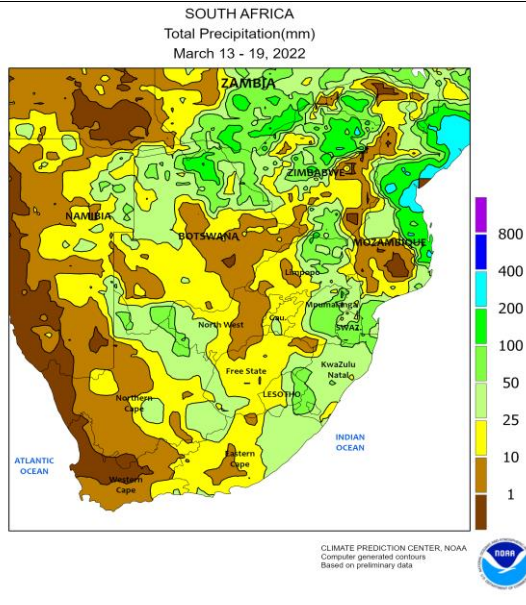 SOUTH AFRICA
Total Precipitation(mm)
March 13 - 19, 2022
ZAMBIA
ZIMBABWE
NAMIBIA
BOTSWANA
MOZAMBIQUE
Limpopo
Mpumalanga
North West
Gau.
SWAZ.
Free State
KwaZulu
Natal
LESOTHO
Northern
Cape
INDIAN
OCEAN
Eastern
Cape
ATLANTIC
OCEAN
Western
Cape
800
400
200
100
50
25
10
1
CLIMATE PREDICTION CENTER, NOAA
Computer generated contours
Based on preliminary data
NOAA